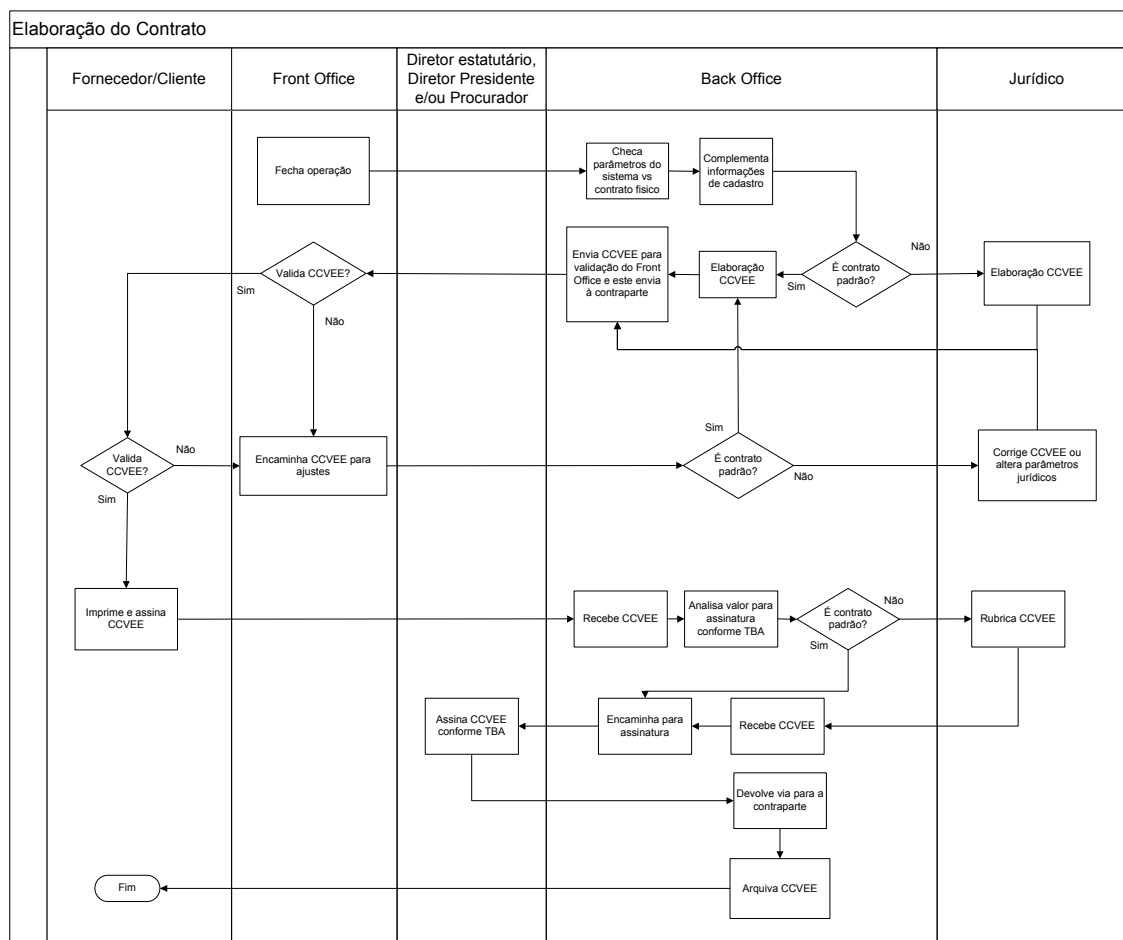 Elaboração do Contrato
Fornecedor/Cliente
Front Office
Diretor estatutário,
Diretor Presidente
e/ou Procurador
Back Office
Jurídico
Fecha operação
Checa
parâmetros do
sistema vs
contrato fisico
Complementa
informações
de cadastro
Valida CCVEE?
Sim
Não
Envia CCVEE para
validação do Front
Office e este envia
à contraparte
Elaboração
CCVEE
Sim
É contrato
padrão?
Não
Elaboração CCVEE
Valida
CCVEE?
Não
Sim
Encaminha CCVEE para
ajustes
Sim
É contrato
padrão?
Não
Corrige CCVEE ou
altera parâmetros
jurídicos
Imprime e assina
CCVEE
Recebe CCVEE
Analisa valor para
assinatura
conforme TBA
É contrato
padrão?
Não
Sim
Rubrica CCVEE
Assina CCVEE
conforme TBA
Encaminha para
assinatura
Recebe CCVEE
Devolve via para a
contraparte
Fim
Arquiva CCVEE